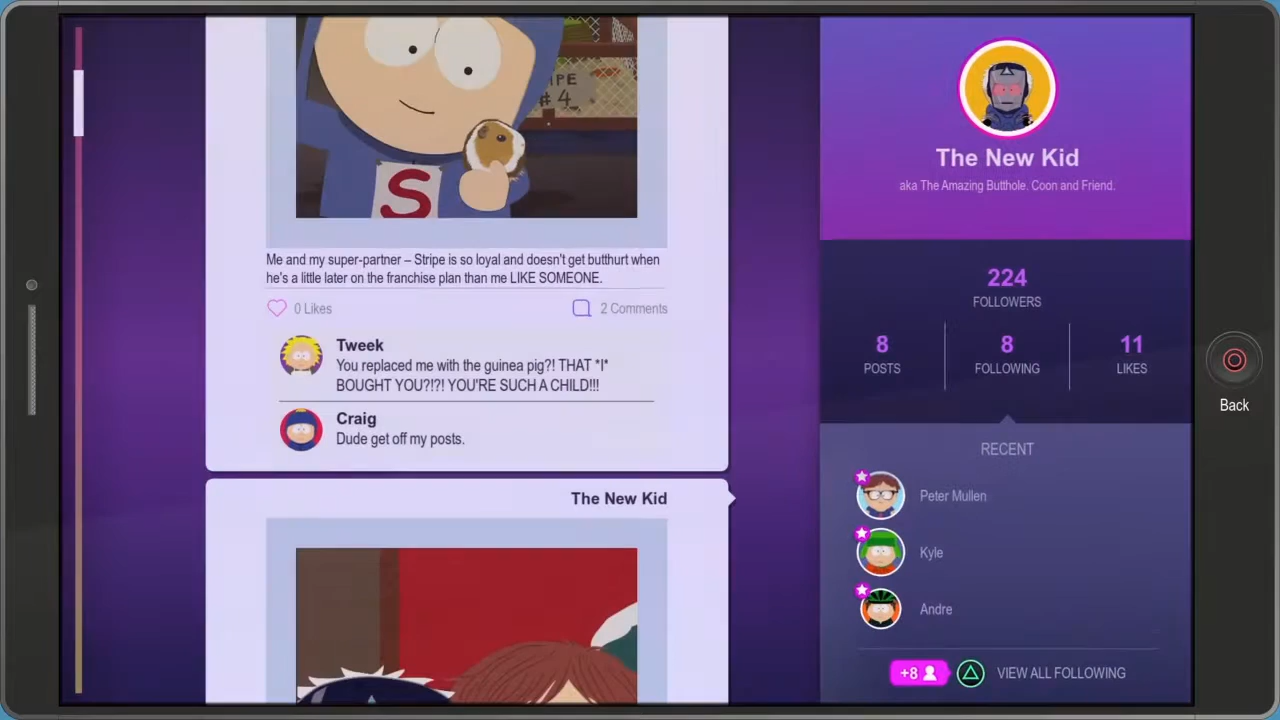 IPE
#4
S
Me and my super-partner – Stripe is so loyal and doesn't get butthurt when
he's a little later on the franchise plan than me LIKE SOMEONE.
0 Likes
2 Comments
Tweek
You replaced me with the guinea pig?! THAT *I*
BOUGHT YOU?!?! YOU'RE SUCH A CHILD!!!
Craig
Dude get off my posts.
The New Kid
The New Kid
aka The Amazing Butthole. Coon and Friend.
224
FOLLOWERS
8
POSTS
8
FOLLOWING
11
LIKES
RECENT
Peter Mullen
Kyle
Andre
+8
VIEW ALL FOLLOWING
Back